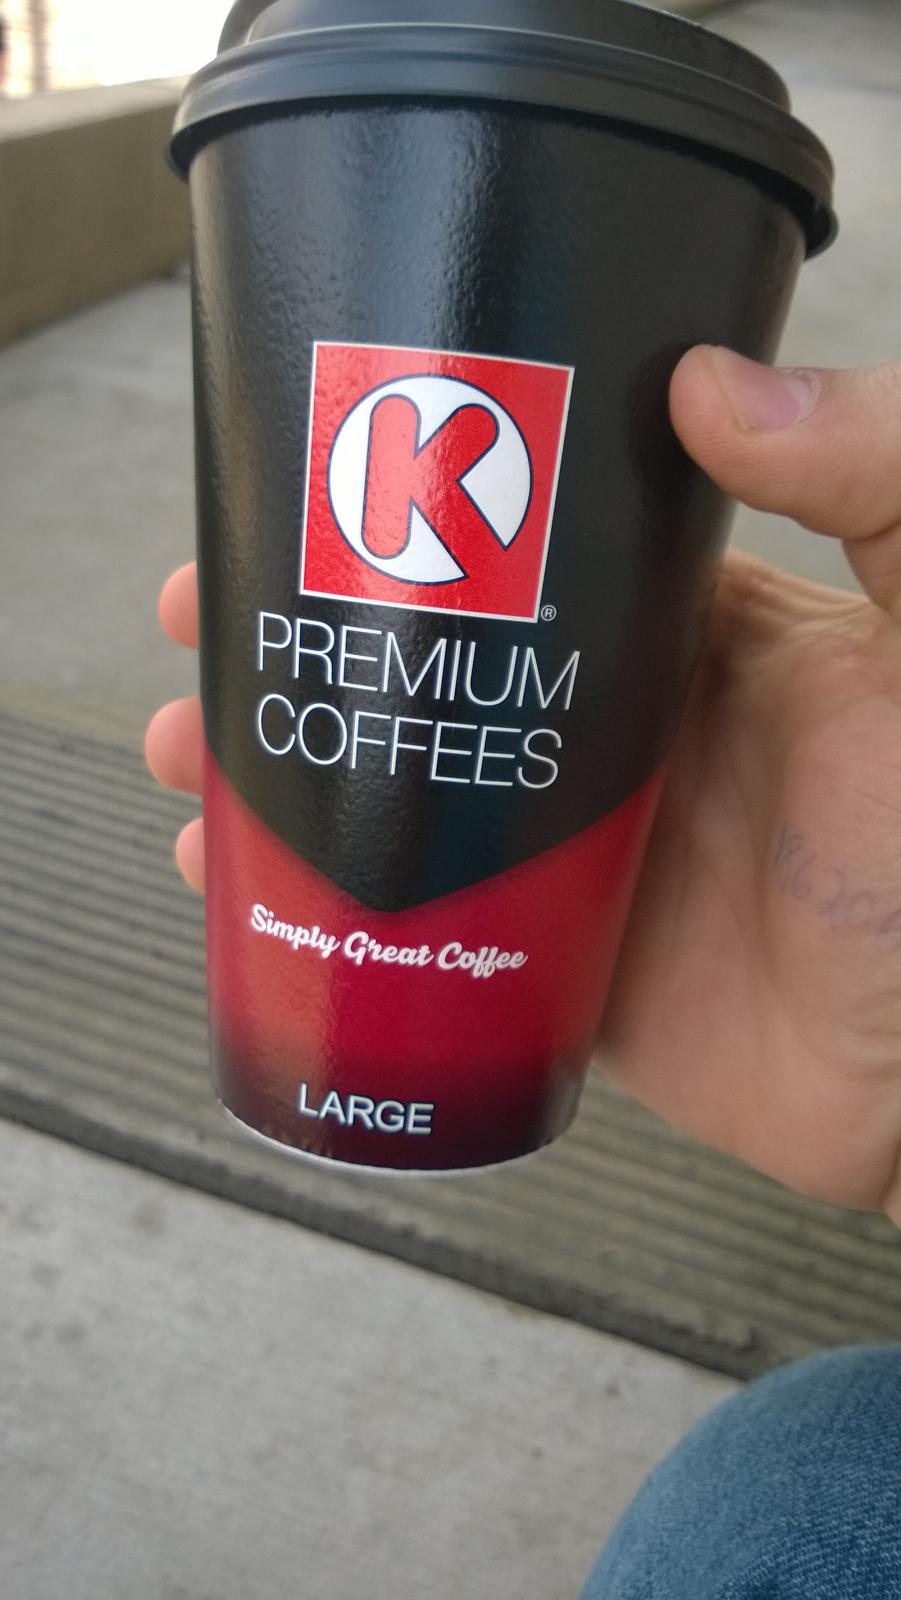 K
®
PREMIUM
COFFEES
Simply Great Coffee
LARGE